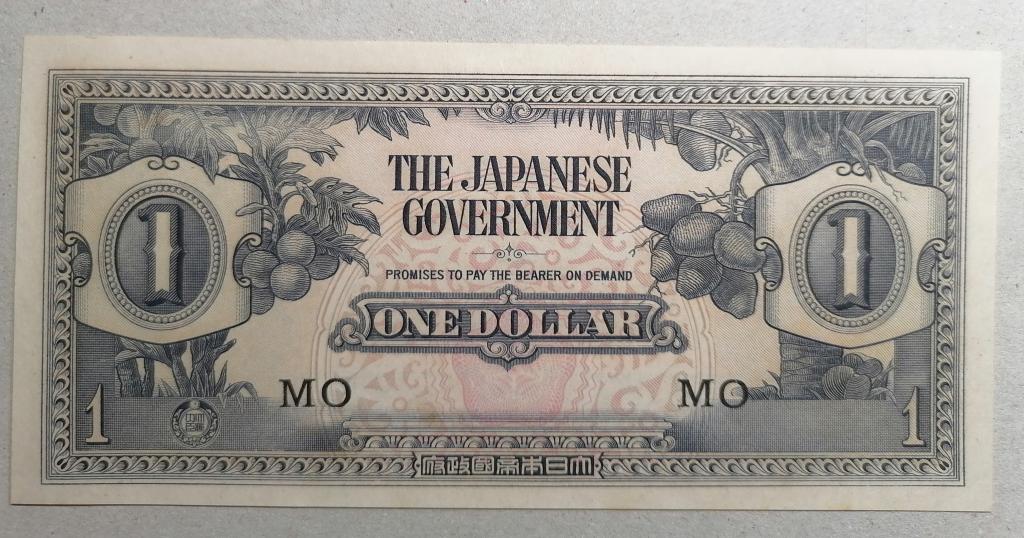 1
1
THE JAPANESE
GOVERNMENT
PROMISES TO PAY THE BEARER ON DEMAND
ONE DOLLAR
MO
MO
1
1
大日本帝國政府